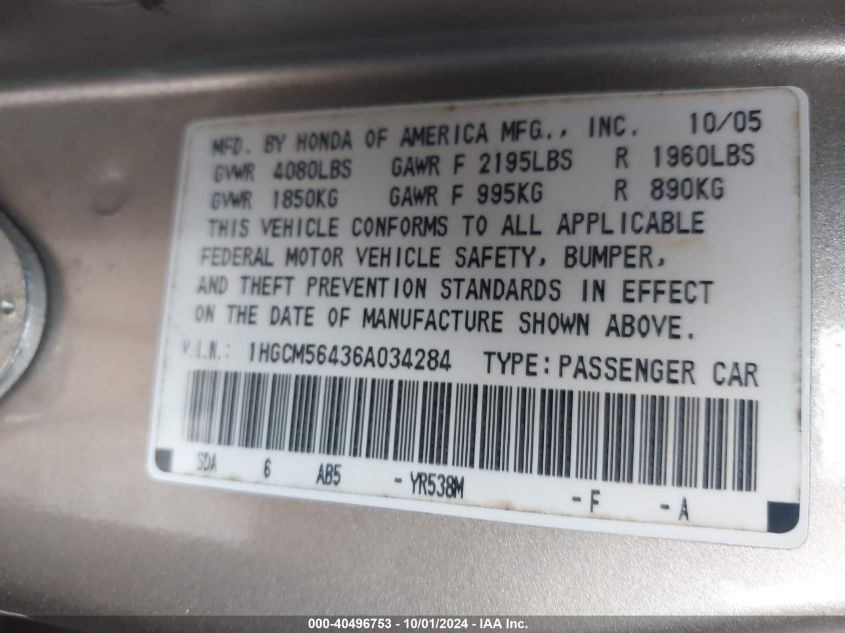 MFD. BY HONDA OF AMERICA MFG., INC. 10/05
GVWR 4080LBS GAWR F 2195LBS R 1960LBS
GVWR 1850KG GAWR F 995KG R 890KG
THIS VEHICLE CONFORMS TO ALL APPLICABLE
FEDERAL MOTOR VEHICLE SAFETY, BUMPER,
AND THEFT PREVENTION STANDARDS IN EFFECT
ON THE DATE OF MANUFACTURE SHOWN ABOVE.
V.I.N.: 1HGCM56436A034284 TYPE: PASSENGER CAR
SDA 6 AB5 - YR538M - F - A
000-40496753 - 10/01/2024 - IAA Inc.